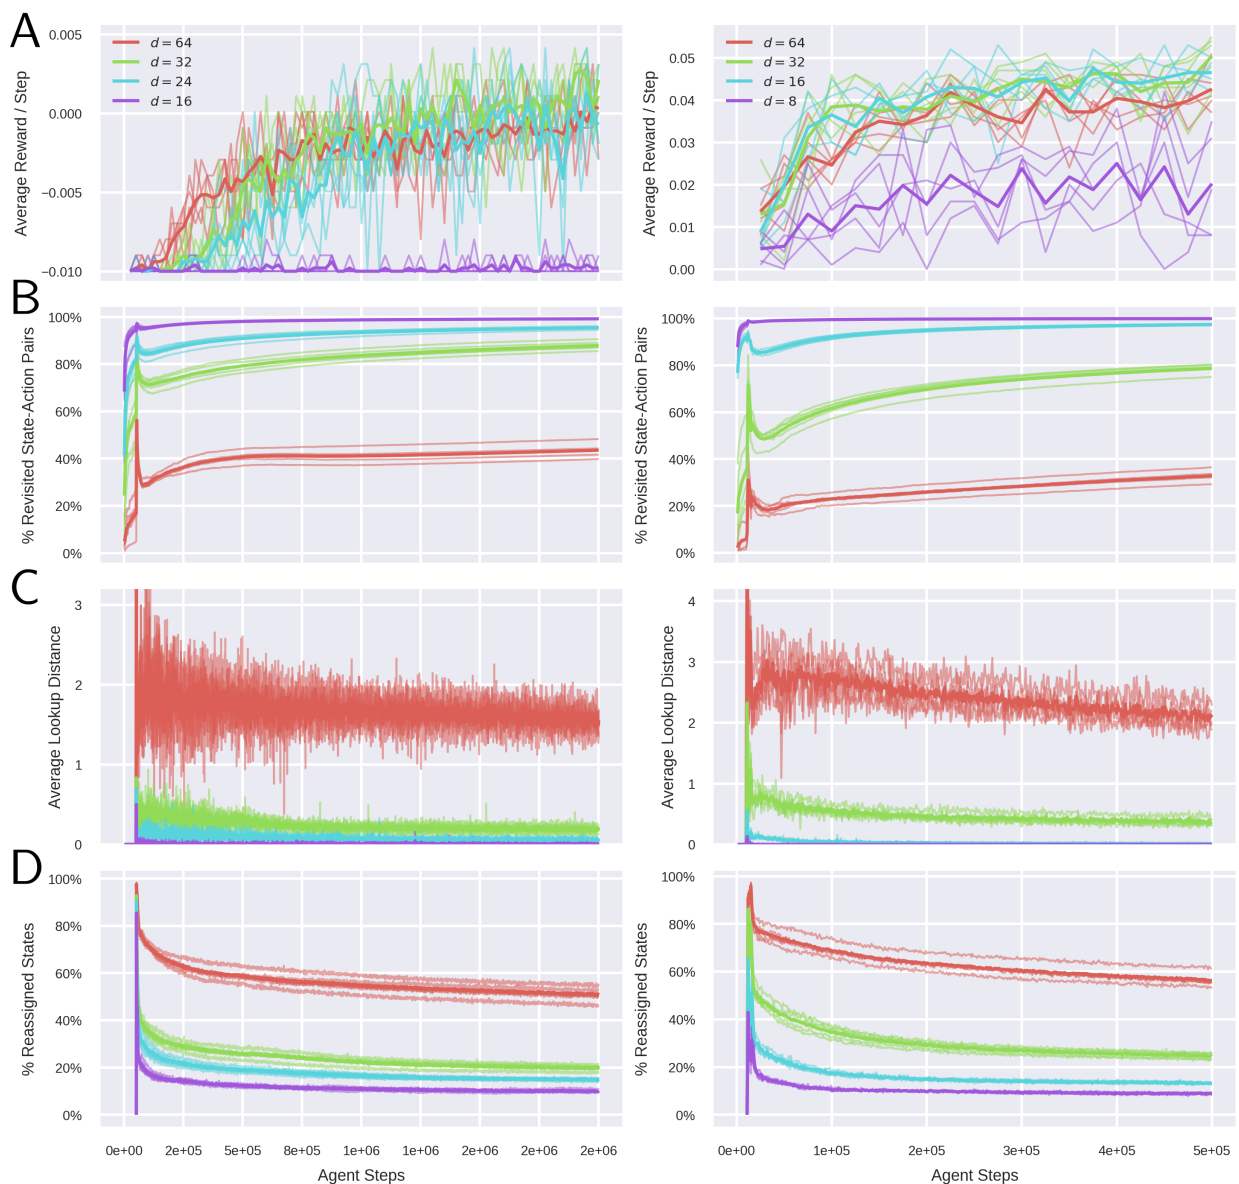 A
Average Reward / Step
0.005
0.000
−0.005
−0.010
d = 64
d = 32
d = 24
d = 16
Average Reward / Step
0.05
0.04
0.03
0.02
0.01
0.00
d = 64
d = 32
d = 16
d = 8
B
% Revisited State-Action Pairs
100%
80%
60%
40%
20%
0%
% Revisited State-Action Pairs
100%
80%
60%
40%
20%
0%
C
Average Lookup Distance
3
2
1
0
Average Lookup Distance
4
3
2
1
0
D
% Reassigned States
100%
80%
60%
40%
20%
0%
0e+00 2e+05 5e+05 8e+05 1e+06 1e+06 2e+06 2e+06 2e+06
Agent Steps
% Reassigned States
100%
80%
60%
40%
20%
0%
0e+00 1e+05 2e+05 3e+05 4e+05 5e+05
Agent Steps